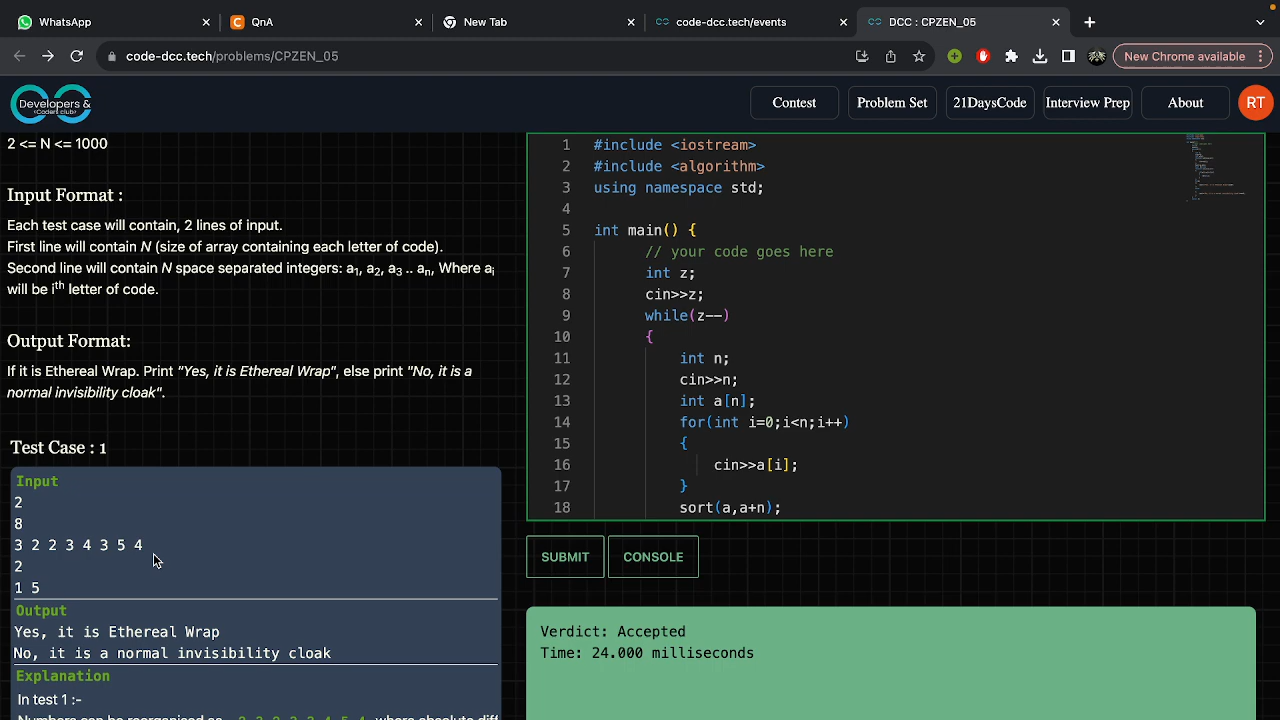 WhatsApp
QnA
New Tab
code-dcc.tech/events
DCC : CPZEN_05
code-dcc.tech/problems/CPZEN_05
New Chrome available
Developers &
<Coders club>
Contest
Problem Set
21DaysCode
Interview Prep
About
RT
2 <= N <= 1000
Input Format :
Each test case will contain, 2 lines of input.
First line will contain N (size of array containing each letter of code).
Second line will contain N space separated integers: a1, a2, a3 .. an, Where ai
will be ith letter of code.
Output Format:
If it is Ethereal Wrap. Print "Yes, it is Ethereal Wrap", else print "No, it is a
normal invisibility cloak".
Test Case : 1
Input
2
8
3 2 2 3 4 3 5 4
2
1 5
Output
Yes, it is Ethereal Wrap
No, it is a normal invisibility cloak
Explanation
In test 1 :-
1 #include <iostream>
2 #include <algorithm>
3 using namespace std;
4
5 int main() {
6 // your code goes here
7 int z;
8 cin>>z;
9 while(z--)
10 {
11 int n;
12 cin>>n;
13 int a[n];
14 for(int i=0;i<n;i++)
15 {
16 cin>>a[i];
17 }
18 sort(a,a+n);
SUBMIT
CONSOLE
Verdict: Accepted
Time: 24.000 milliseconds